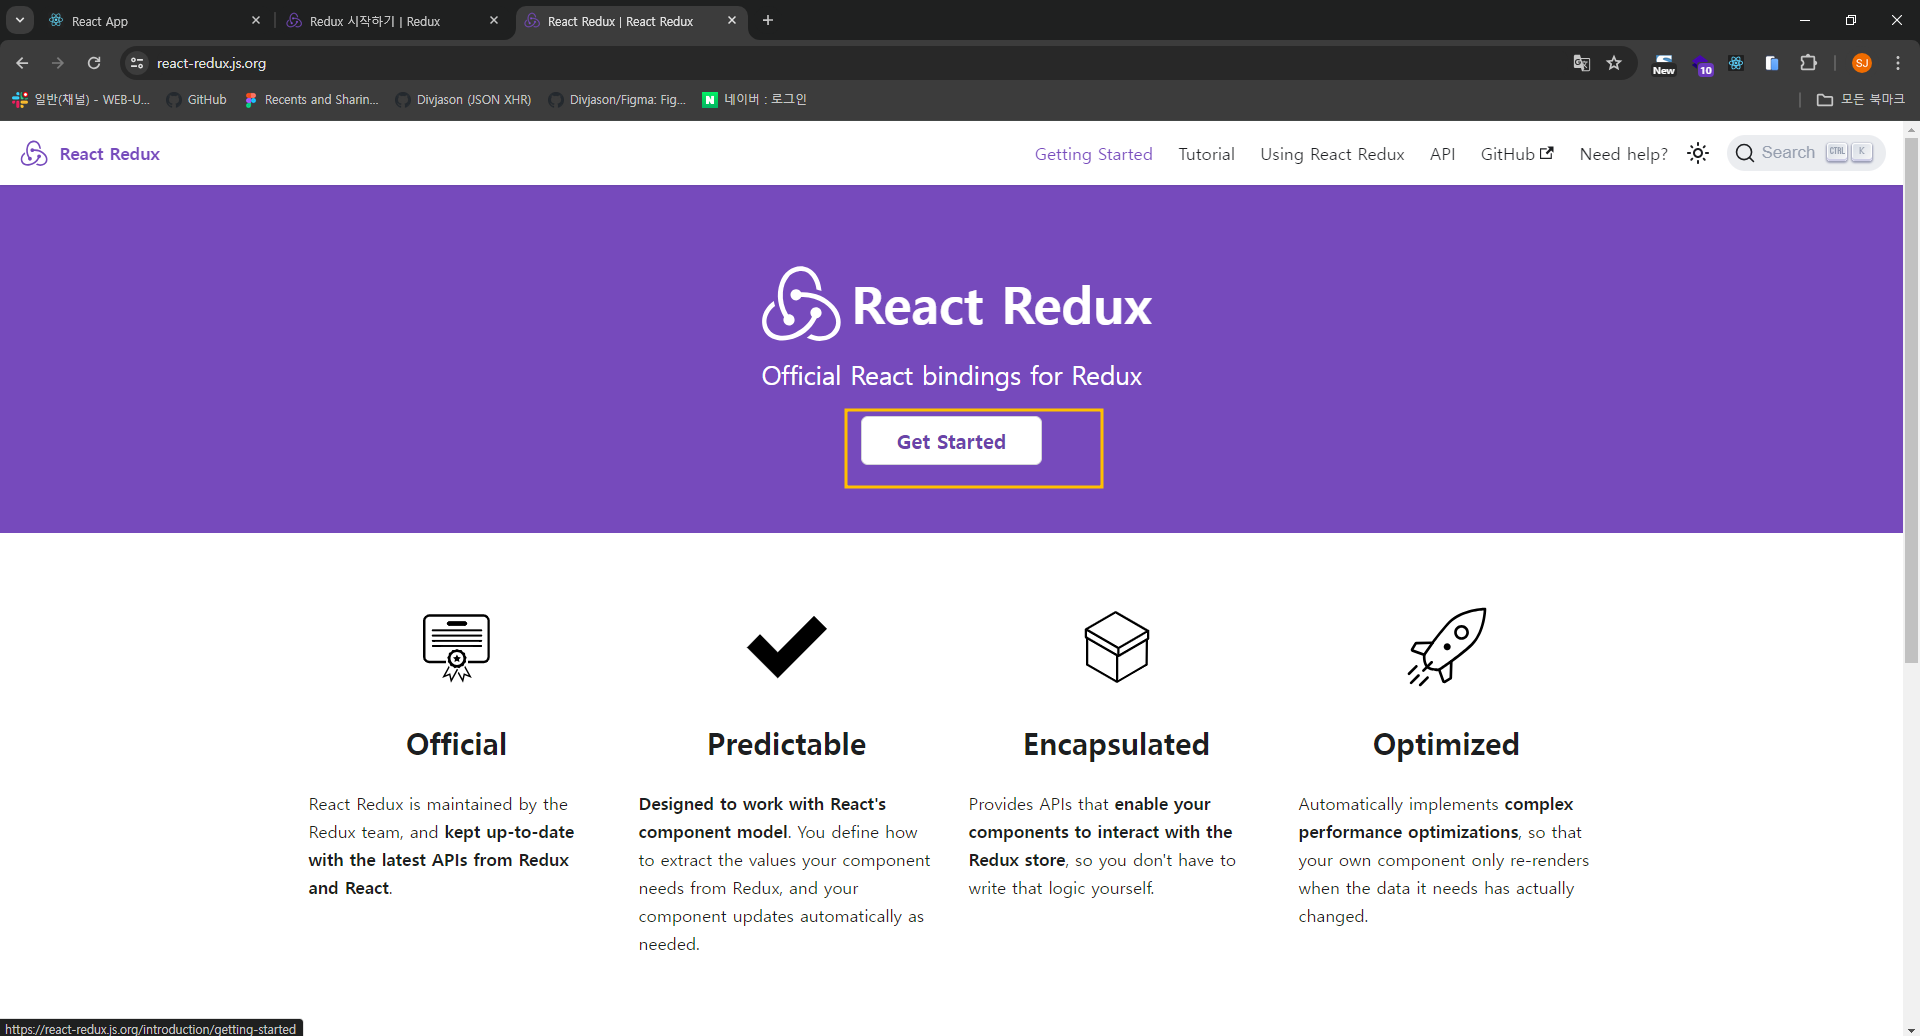 React App
Redux 시작하기 | Redux
React Redux | React Redux
react-redux.js.org
New
10
SJ
일반(채널) - WEB-U...
GitHub
Recents and Sharin...
Divjason (JSON XHR)
Divjason/Figma: Fig...
N
네이버 : 로그인
모든 북마크
React Redux
Getting Started
Tutorial
Using React Redux
API
GitHub
Need help?
Search
CTRL
K
React Redux
Official React bindings for Redux
Get Started
Official
React Redux is maintained by the
Redux team, and kept up-to-date
with the latest APIs from Redux
and React.
Predictable
Designed to work with React's
component model. You define how
to extract the values your component
needs from Redux, and your
component updates automatically as
needed.
Encapsulated
Provides APIs that enable your
components to interact with the
Redux store, so you don't have to
write that logic yourself.
Optimized
Automatically implements complex
performance optimizations, so that
your own component only re-renders
when the data it needs has actually
changed.
https://react-redux.js.org/introduction/getting-started